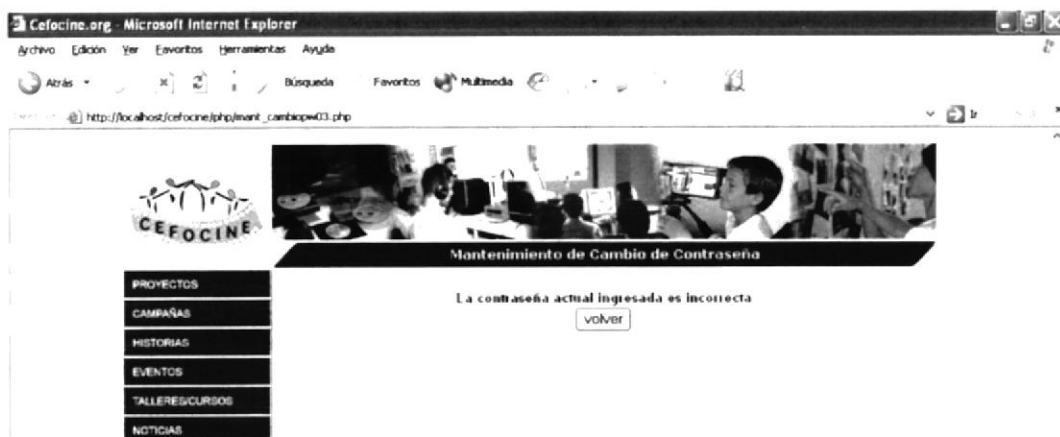 Cefocine.org - Microsoft Internet Explorer
Archivo Edición Ver Favoritos Herramientas Ayuda
Atrás Búsqueda Favoritos Multimedia
http://localhost/cefocine/php/mant_cambiopw03.php Ir
CEFOCINE
Mantenimiento de Cambio de Contraseña
PROYECTOS
La contraseña actual ingresada es incorrecta
CAMPAÑAS
volver
HISTORIAS
EVENTOS
TALLERES/CURSOS
NOTICIAS